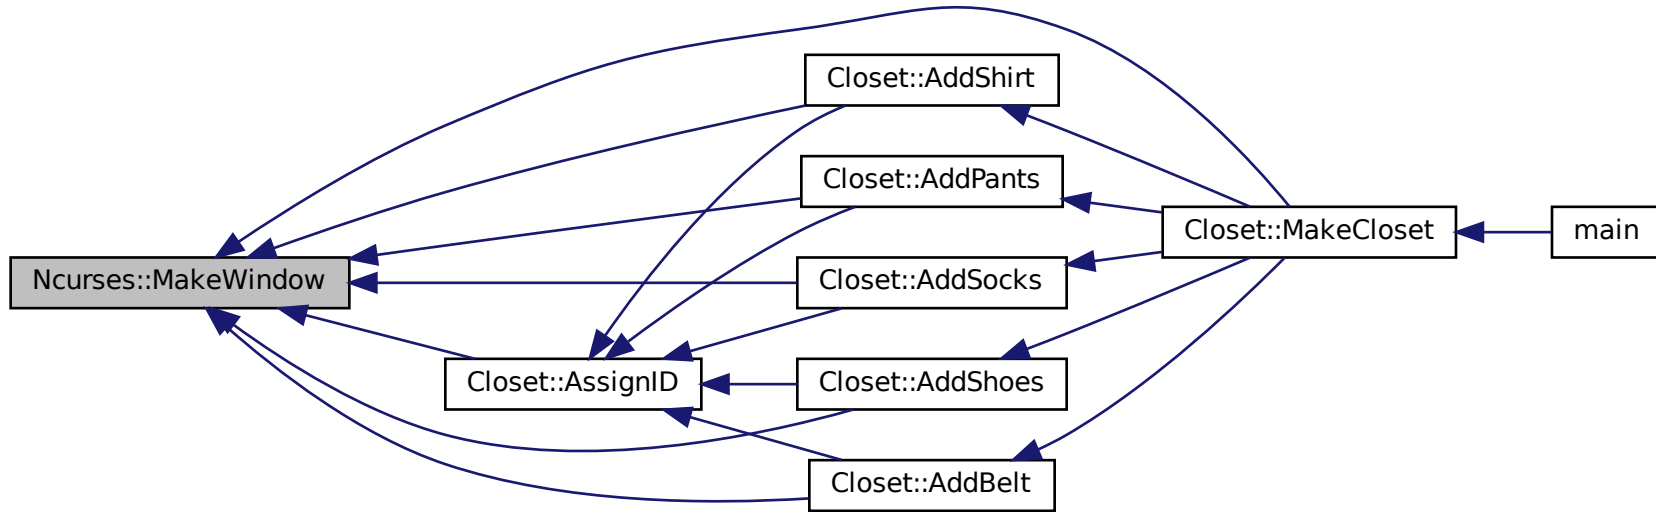 Closet::AddShirt
Closet::AddPants
Closet::MakeCloset
main
Ncurses::MakeWindow
Closet::AddSocks
Closet::AssignID
Closet::AddShoes
Closet::AddBelt